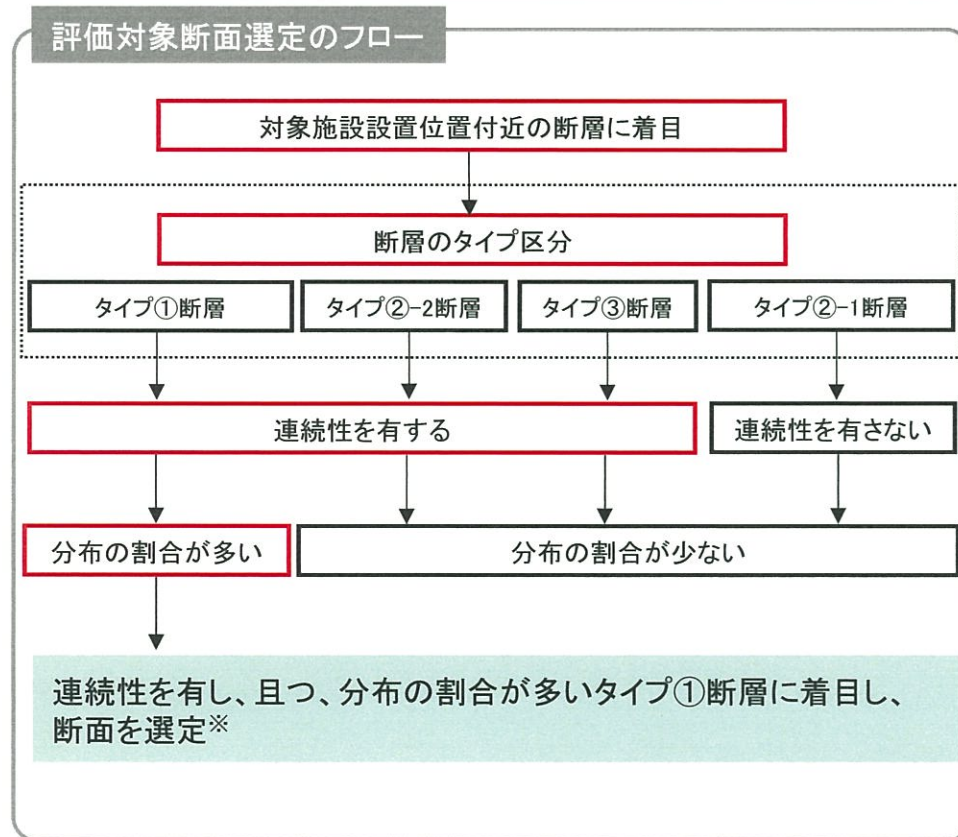 評価対象断面選定のフロー
対象施設設置位置付近の断層に着目
断層のタイプ区分
タイプ①断層
タイプ②-2断層
タイプ③断層
タイプ②-1断層
連続性を有する
連続性を有さない
分布の割合が多い
分布の割合が少ない
連続性を有し、且つ、分布の割合が多いタイプ①断層に着目し、
断面を選定※